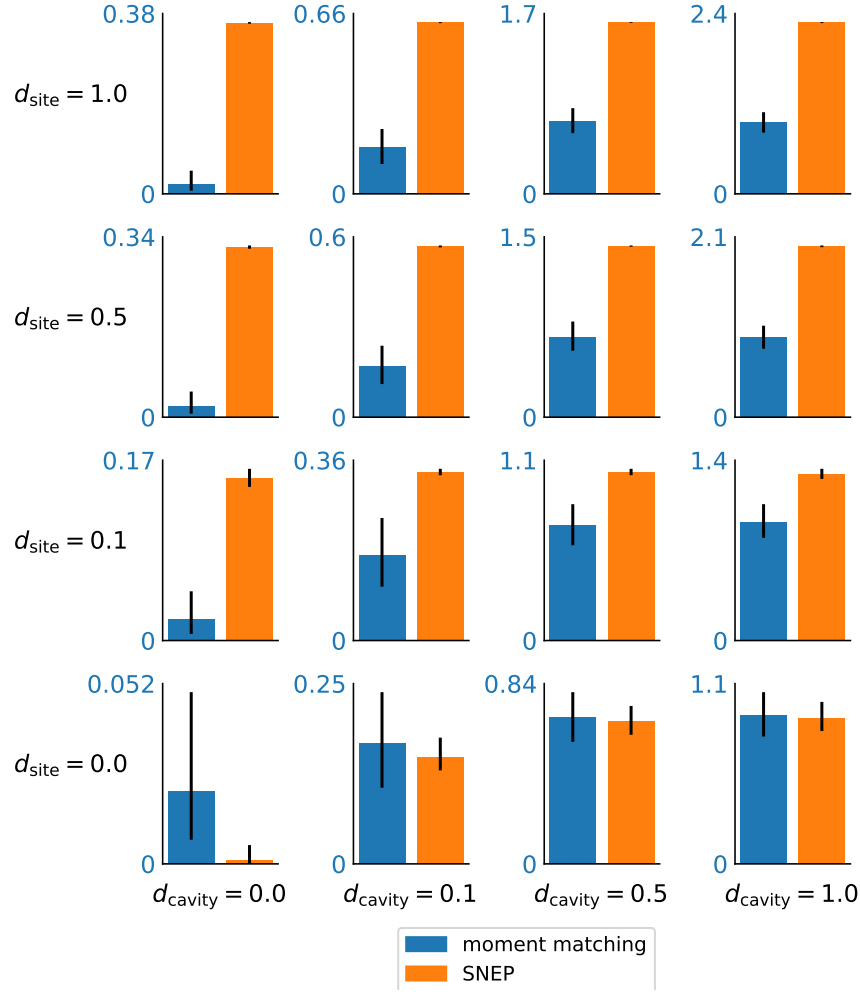 0.38 0.66 1.7 2.4
d_site = 1.0
0 0 0 0
0.34 0.6 1.5 2.1
d_site = 0.5
0 0 0 0
0.17 0.36 1.1 1.4
d_site = 0.1
0 0 0 0
0.052 0.25 0.84 1.1
d_site = 0.0
0 0 0 0
d_cavity = 0.0 d_cavity = 0.1 d_cavity = 0.5 d_cavity = 1.0
moment matching
SNEP